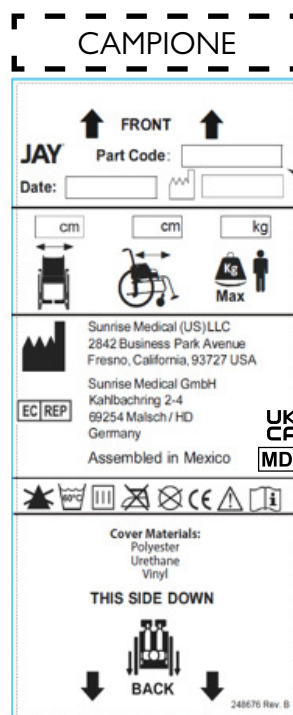 CAMPIONE
FRONT
JAY Part Code:
Date:
cm cm kg
Kg
Max
Sunrise Medical (US)LLC
2842 Business Park Avenue
Fresno, California, 93727 USA
Sunrise Medical GmbH
Kahlbachring 2-4
EC REP 69254 Malsch / HD
Germany
UK
CA
Assembled in Mexico MD
60°C CE i
Cover Materials:
Polyester
Urethane
Vinyl
THIS SIDE DOWN
BACK
248676 Rev. B